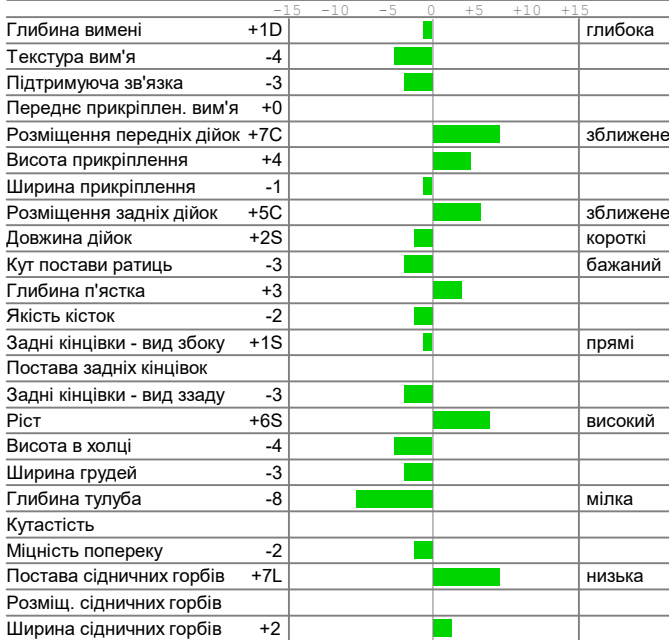 -15 -10 -5 0 +5 +10 +15
Глибина вимені +1D глибока
Текстура вим'я -4
Підтримуюча зв'язка -3
Переднє прикріплен. вим'я +0
Розміщення передніх дійок +7C зближене
Висота прикріплення +4
Ширина прикріплення -1
Розміщення задніх дійок +5C зближене
Довжина дійок +2S короткі
Кут постави ратиць -3 бажаний
Глибина п'ястка +3
Якість кісток -2
Задні кінцівки - вид збоку +1S прямі
Постава задніх кінцівок
Задні кінцівки - вид ззаду -3
Ріст +6S високий
Висота в холці -4
Ширина грудей -3
Глибина тулуба -8 мілка
Кутастість
Міцність попереку -2
Постава сідничних горбів +7L низька
Розміщ. сідничних горбів
Ширина сідничних горбів +2